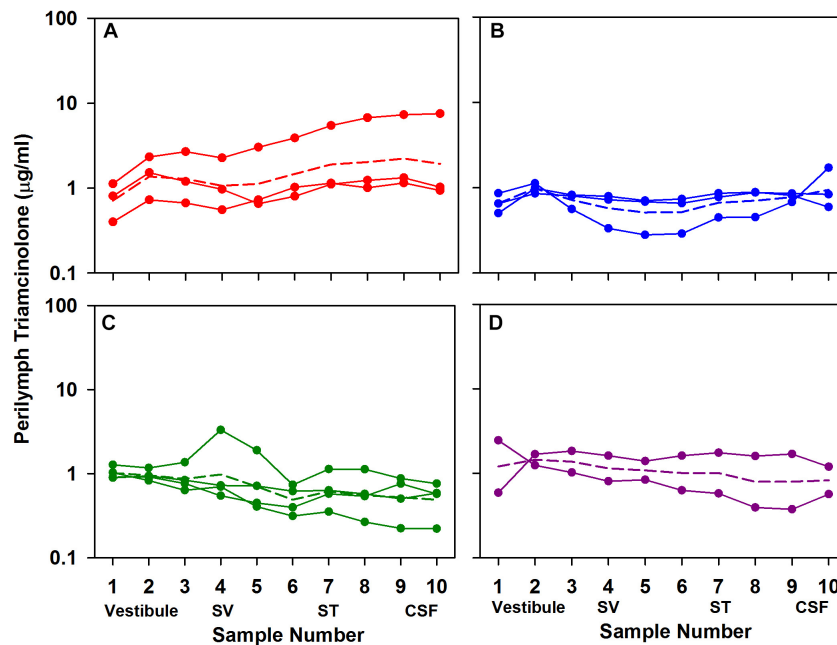 A
B
100
10
1
0.1
C
D
100
10
1
0.1
Perilymph Triamcinolone (μg/ml)
1 2 3 4 5 6 7 8 9 10
1 2 3 4 5 6 7 8 9 10
Vestibule SV ST CSF
Vestibule SV ST CSF
Sample Number
Sample Number